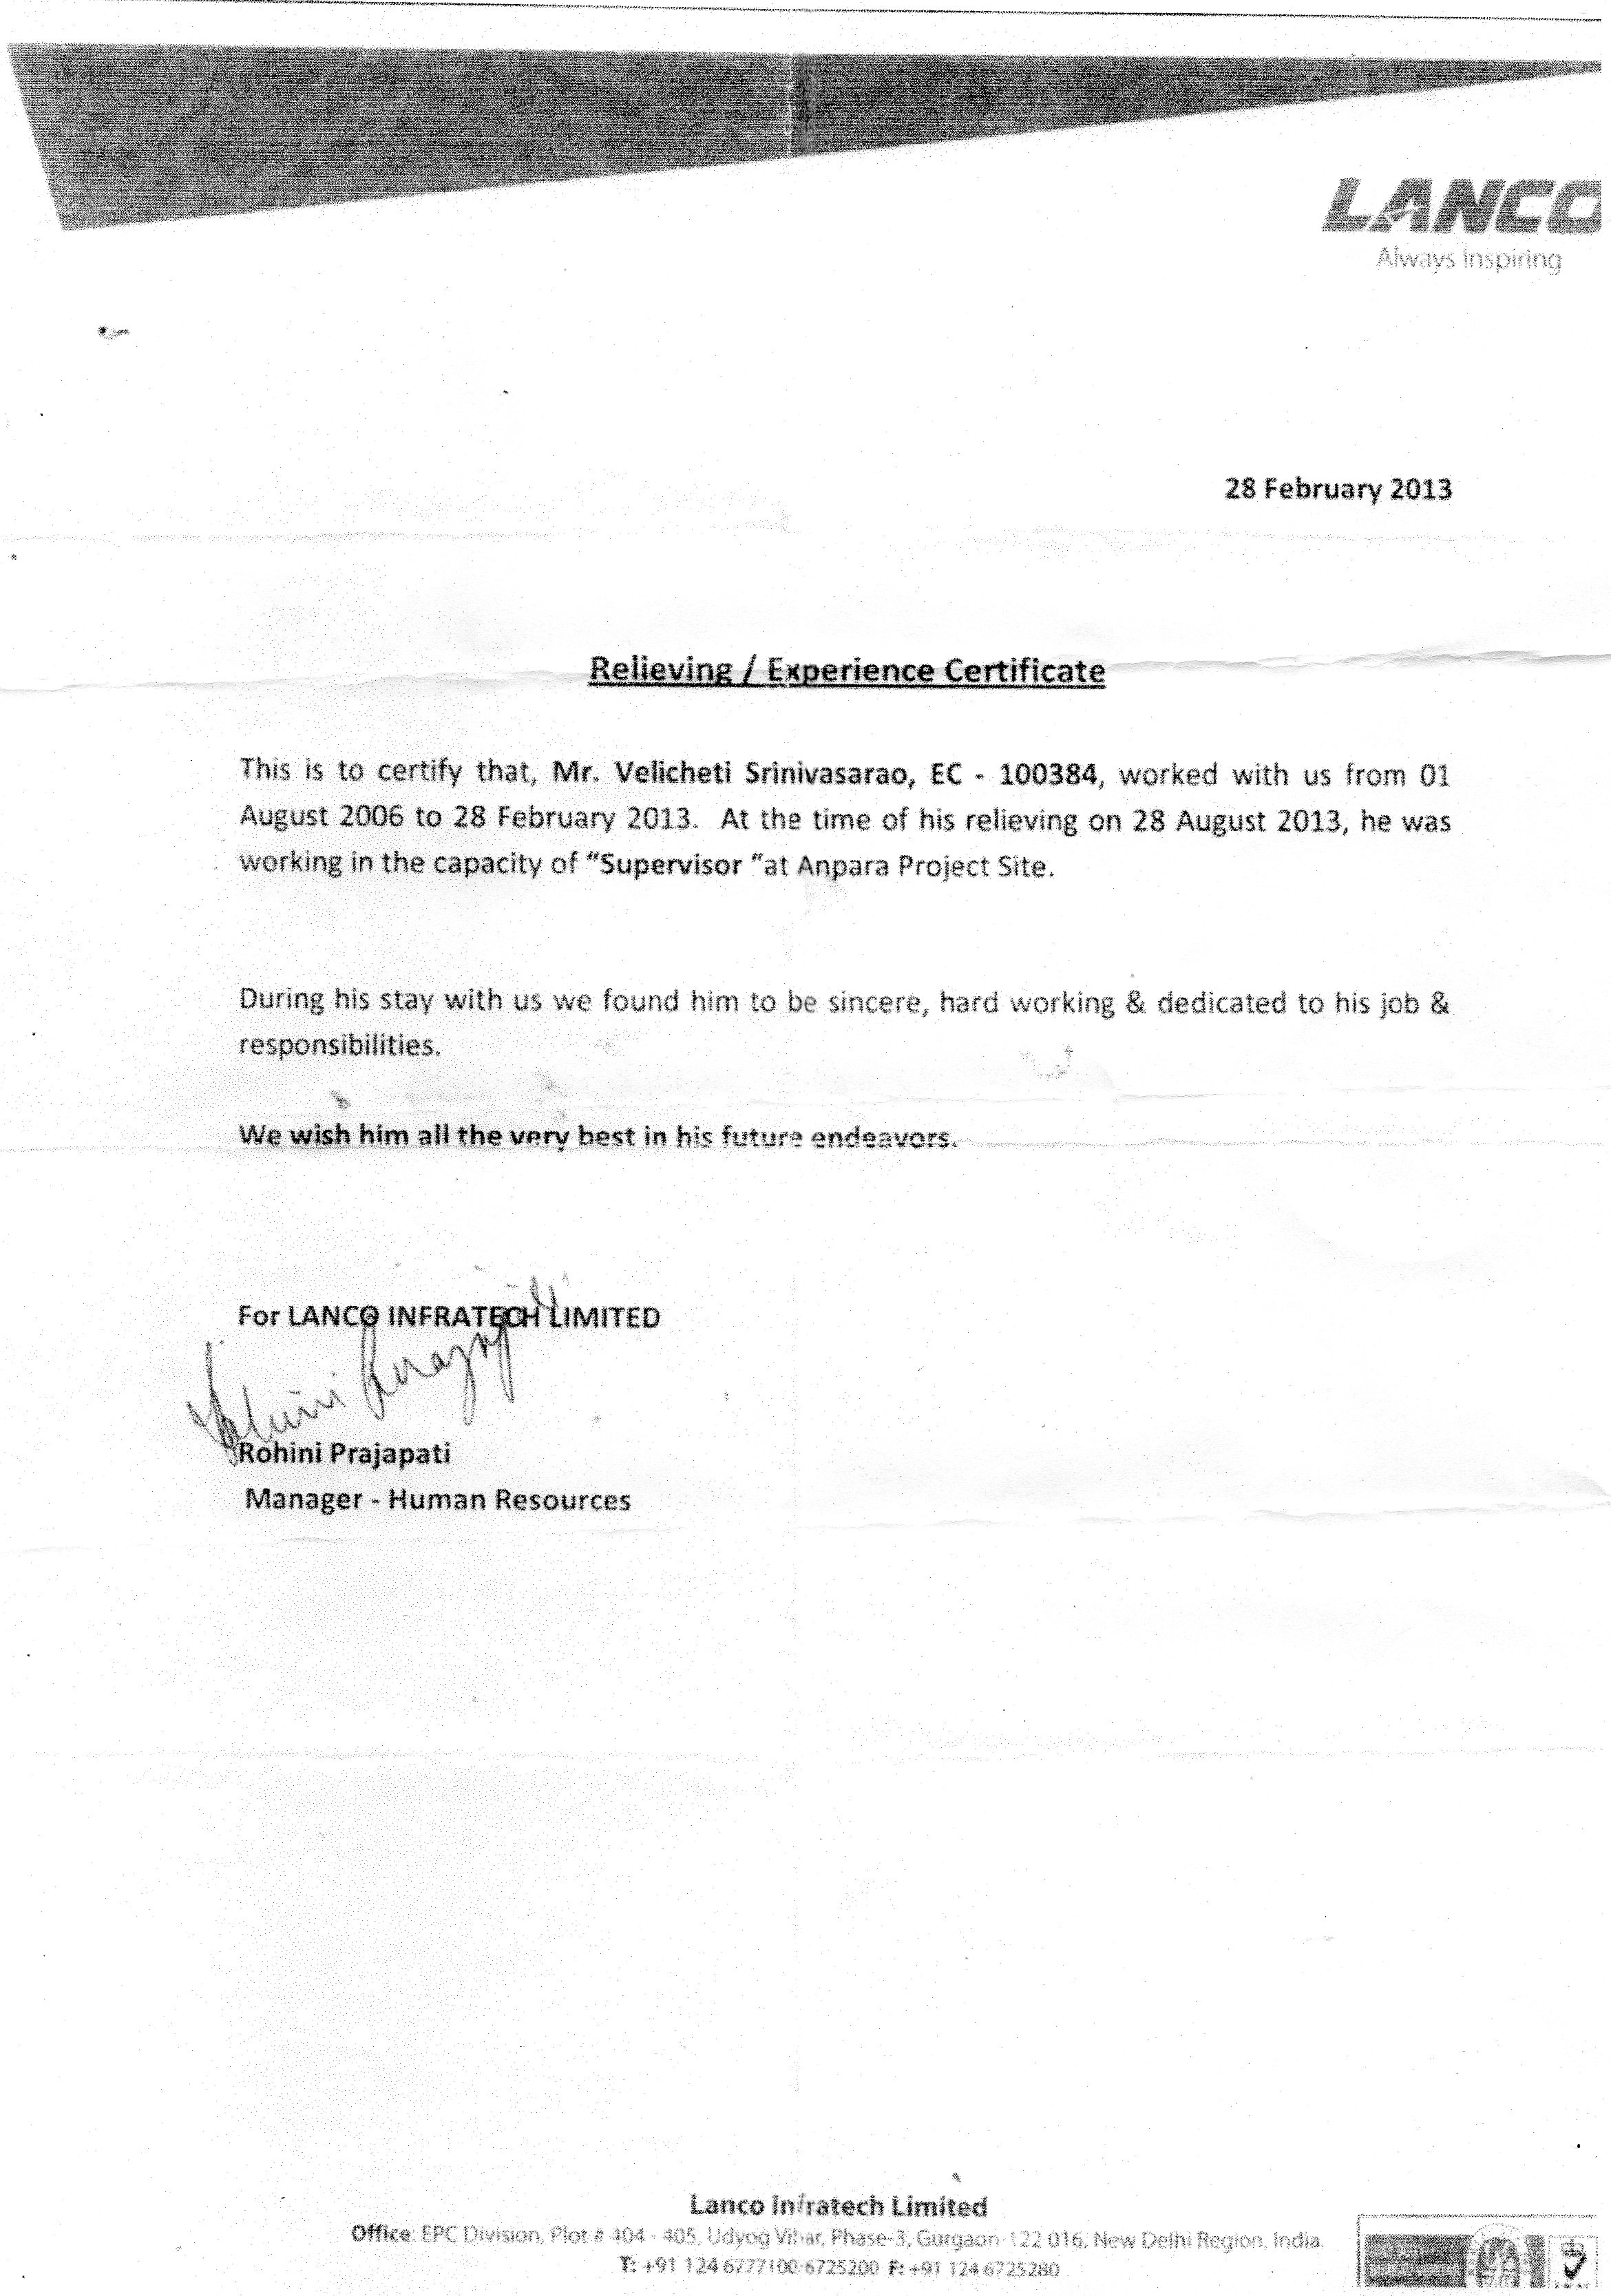 LANCO
Always Inspiring
28 February 2013
Relieving / Experience Certificate
This is to certify that, Mr. Velicheti Srinivasarao, EC - 100384, worked with us from 01
August 2006 to 28 February 2013. At the time of his relieving on 28 August 2013, he was
working in the capacity of "Supervisor "at Anpara Project Site.
During his stay with us we found him to be sincere, hard working & dedicated to his job &
responsibilities.
We wish him all the very best in his future endeavors.
For LANCO INFRATECH LIMITED
Rohini Prajapati
Rohini Prajapati
Manager - Human Resources
Lanco Infratech Limited
Office: EPC Division, Plot # 404 - 405, Udyog Vihar, Phase-3, Gurgaon-122 016, New Delhi Region, India.
T: +91 124 6777100-6725200 F: +91 124 6725280